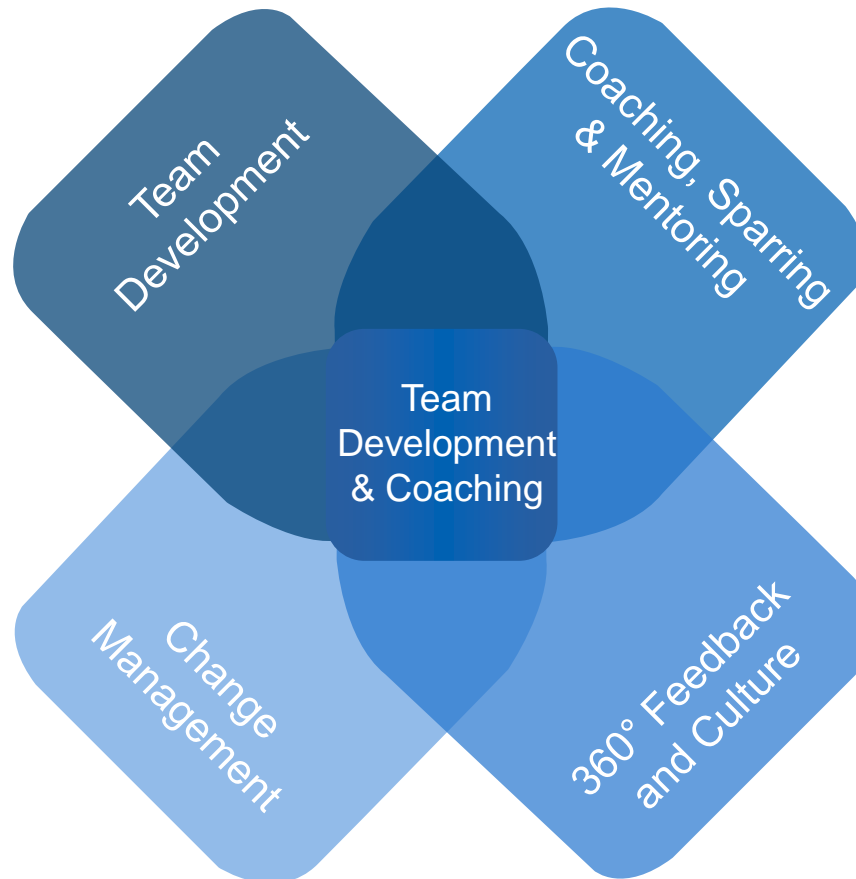 Team
Development
Coaching, Sparring
& Mentoring
Team
Development
& Coaching
Change
Management
360° Feedback
and Culture